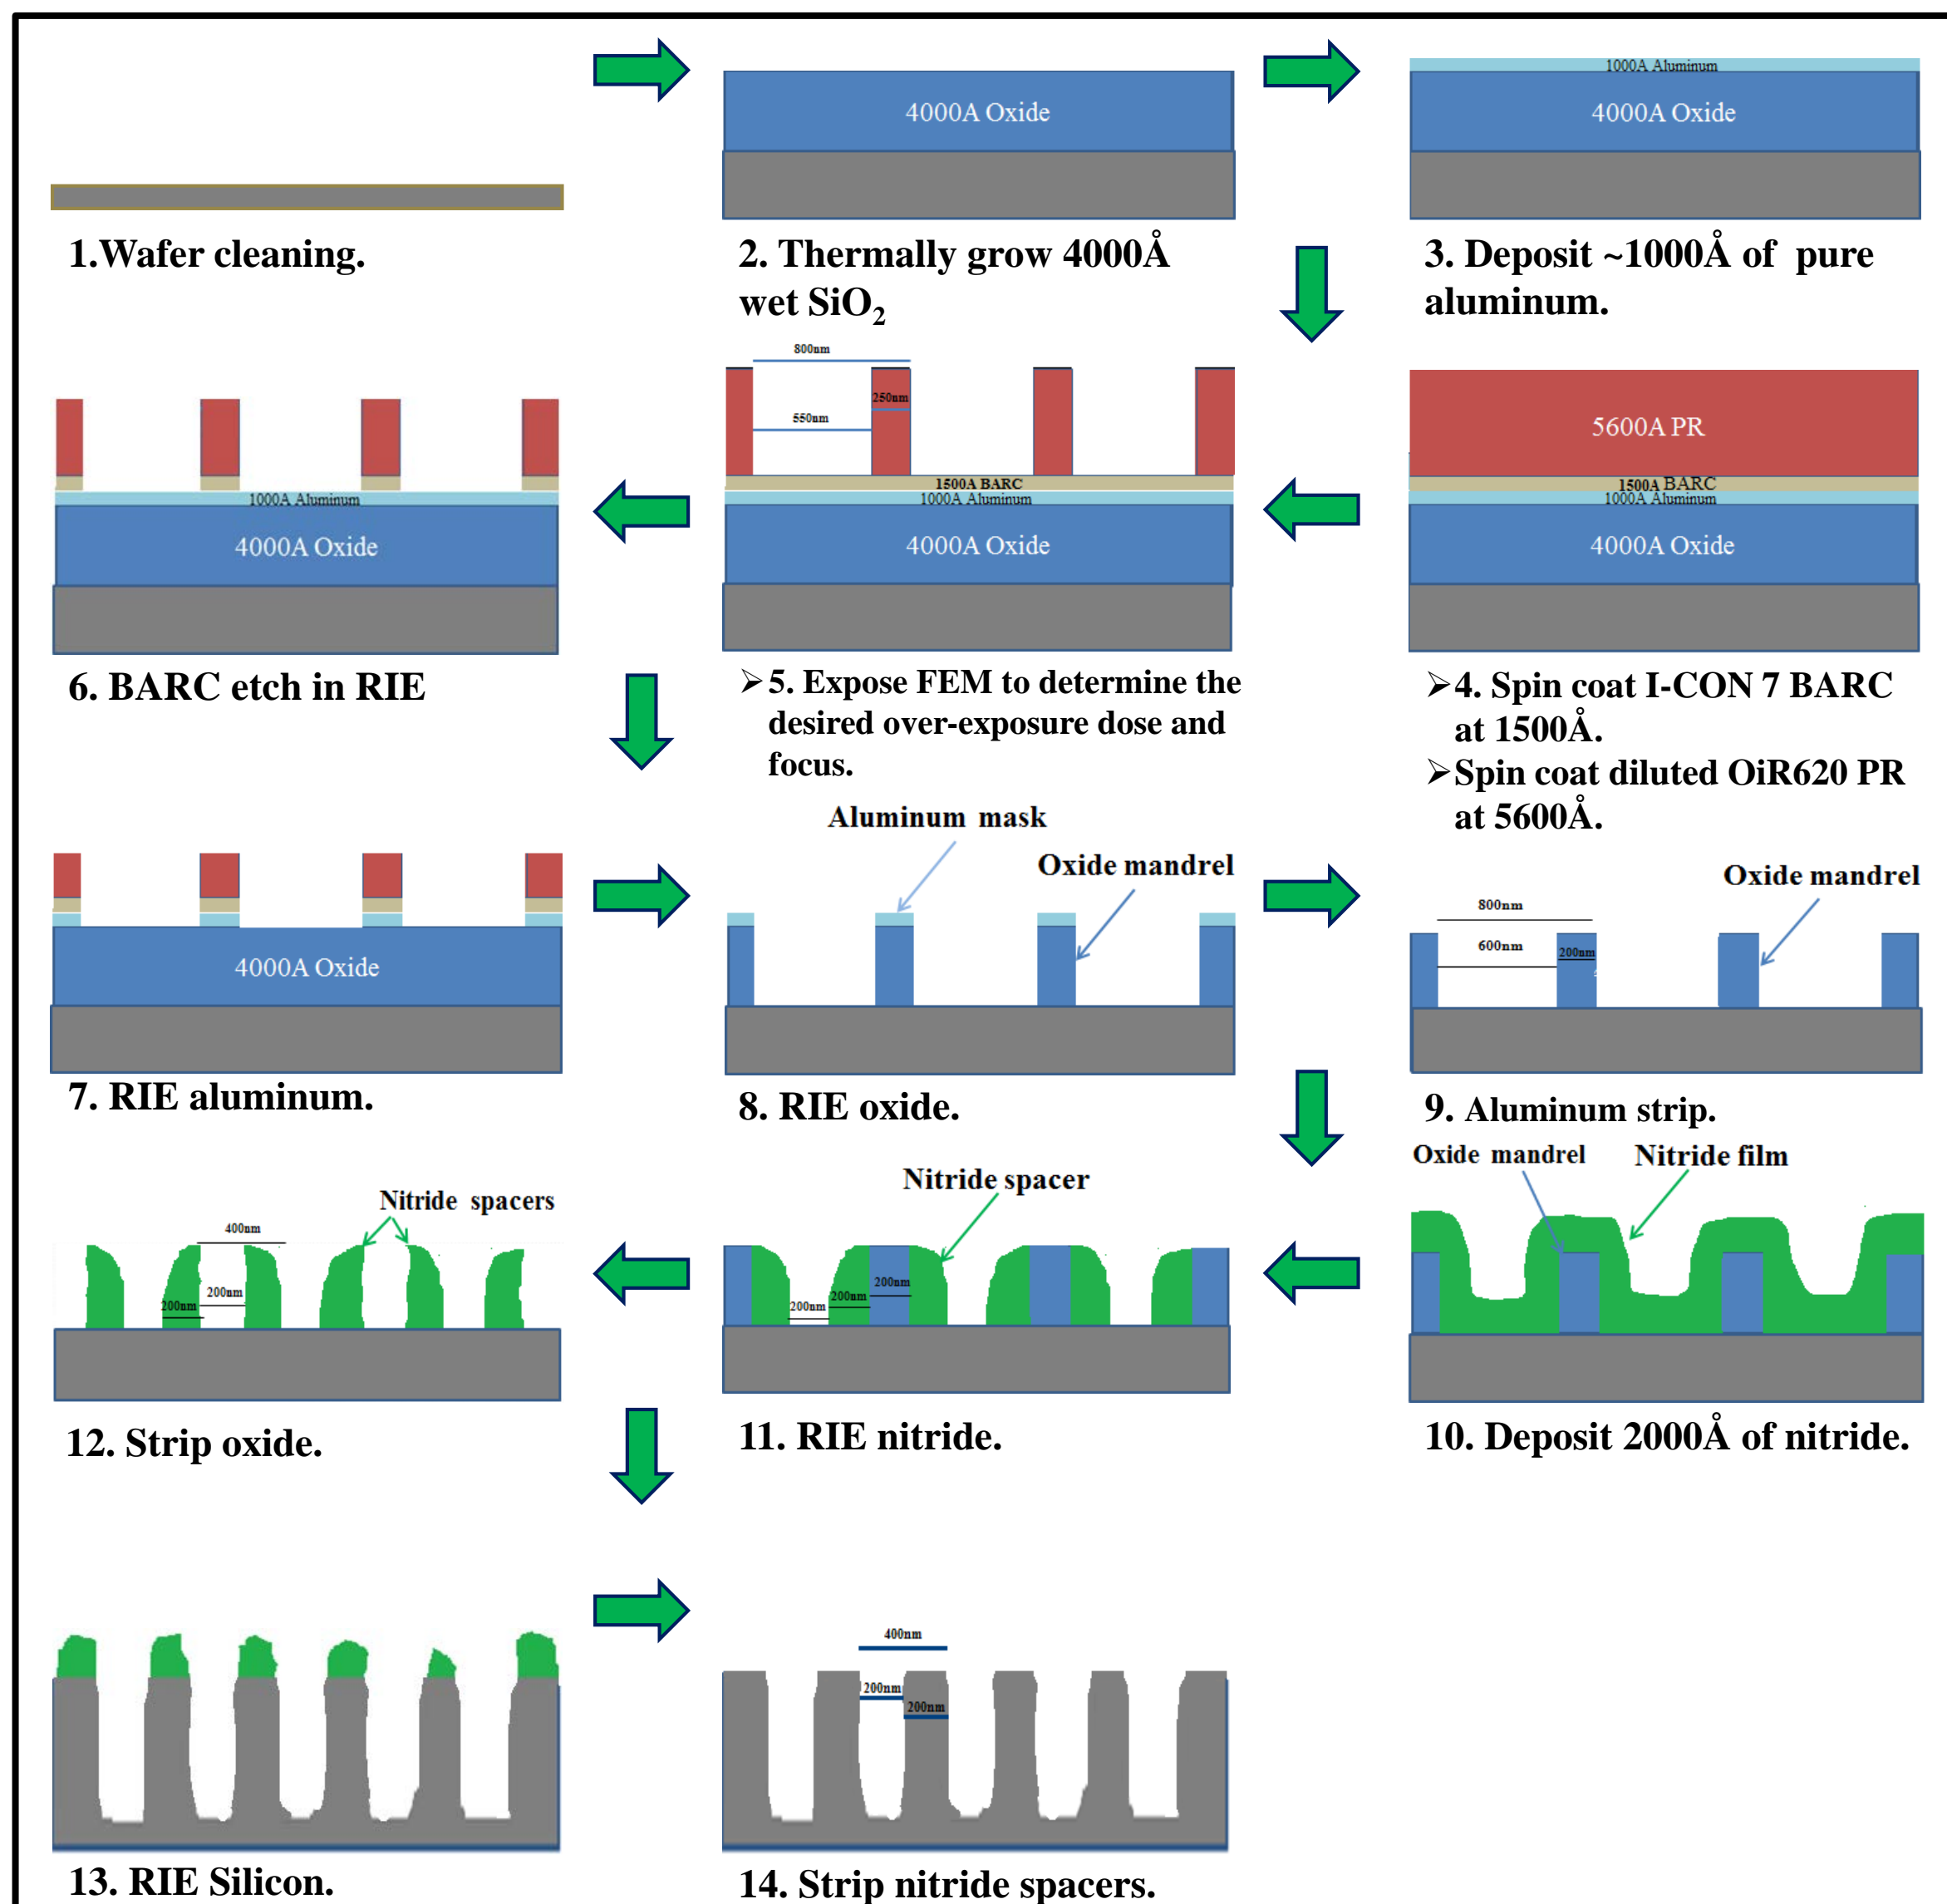 4000A Oxide
1000A Aluminum
4000A Oxide
1.Wafer cleaning.
2. Thermally grow 4000Å
wet SiO₂
3. Deposit ~1000Å of pure
aluminum.
5600A PR
1500A BARC
1000A Aluminum
4000A Oxide
➢4. Spin coat I-CON 7 BARC
at 1500Å.
➢Spin coat diluted OiR620 PR
at 5600Å.
800nm
250nm
550nm
1500A BARC
1000A Aluminum
4000A Oxide
➢5. Expose FEM to determine the
desired over-exposure dose and
focus.
1000A Aluminum
4000A Oxide
6. BARC etch in RIE
4000A Oxide
7. RIE aluminum.
Aluminum mask
Oxide mandrel
8. RIE oxide.
Oxide mandrel
800nm
600nm
200nm
9. Aluminum strip.
Oxide mandrel
Nitride film
10. Deposit 2000Å of nitride.
Nitride spacer
200nm
200nm
200nm
11. RIE nitride.
Nitride spacers
400nm
200nm
200nm
12. Strip oxide.
13. RIE Silicon.
400nm
200nm
200nm
14. Strip nitride spacers.